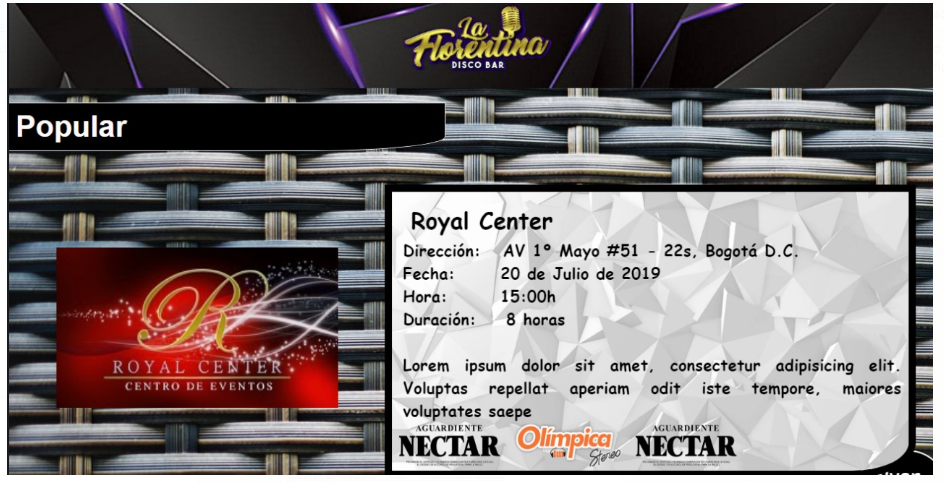 La
Florentina
DISCO BAR
Popular
R
ROYAL CENTER
CENTRO DE EVENTOS
Royal Center
Dirección: AV 1º Mayo #51 - 22s, Bogotá D.C.
Fecha: 20 de Julio de 2019
Hora: 15:00h
Duración: 8 horas
Lorem ipsum dolor sit amet, consectetur adipisicing elit.
Voluptas repellat aperiam odit iste tempore, maiores
voluptates saepe
AGUARDIENTE
NECTAR
Olímpica
Stereo
AGUARDIENTE
NECTAR